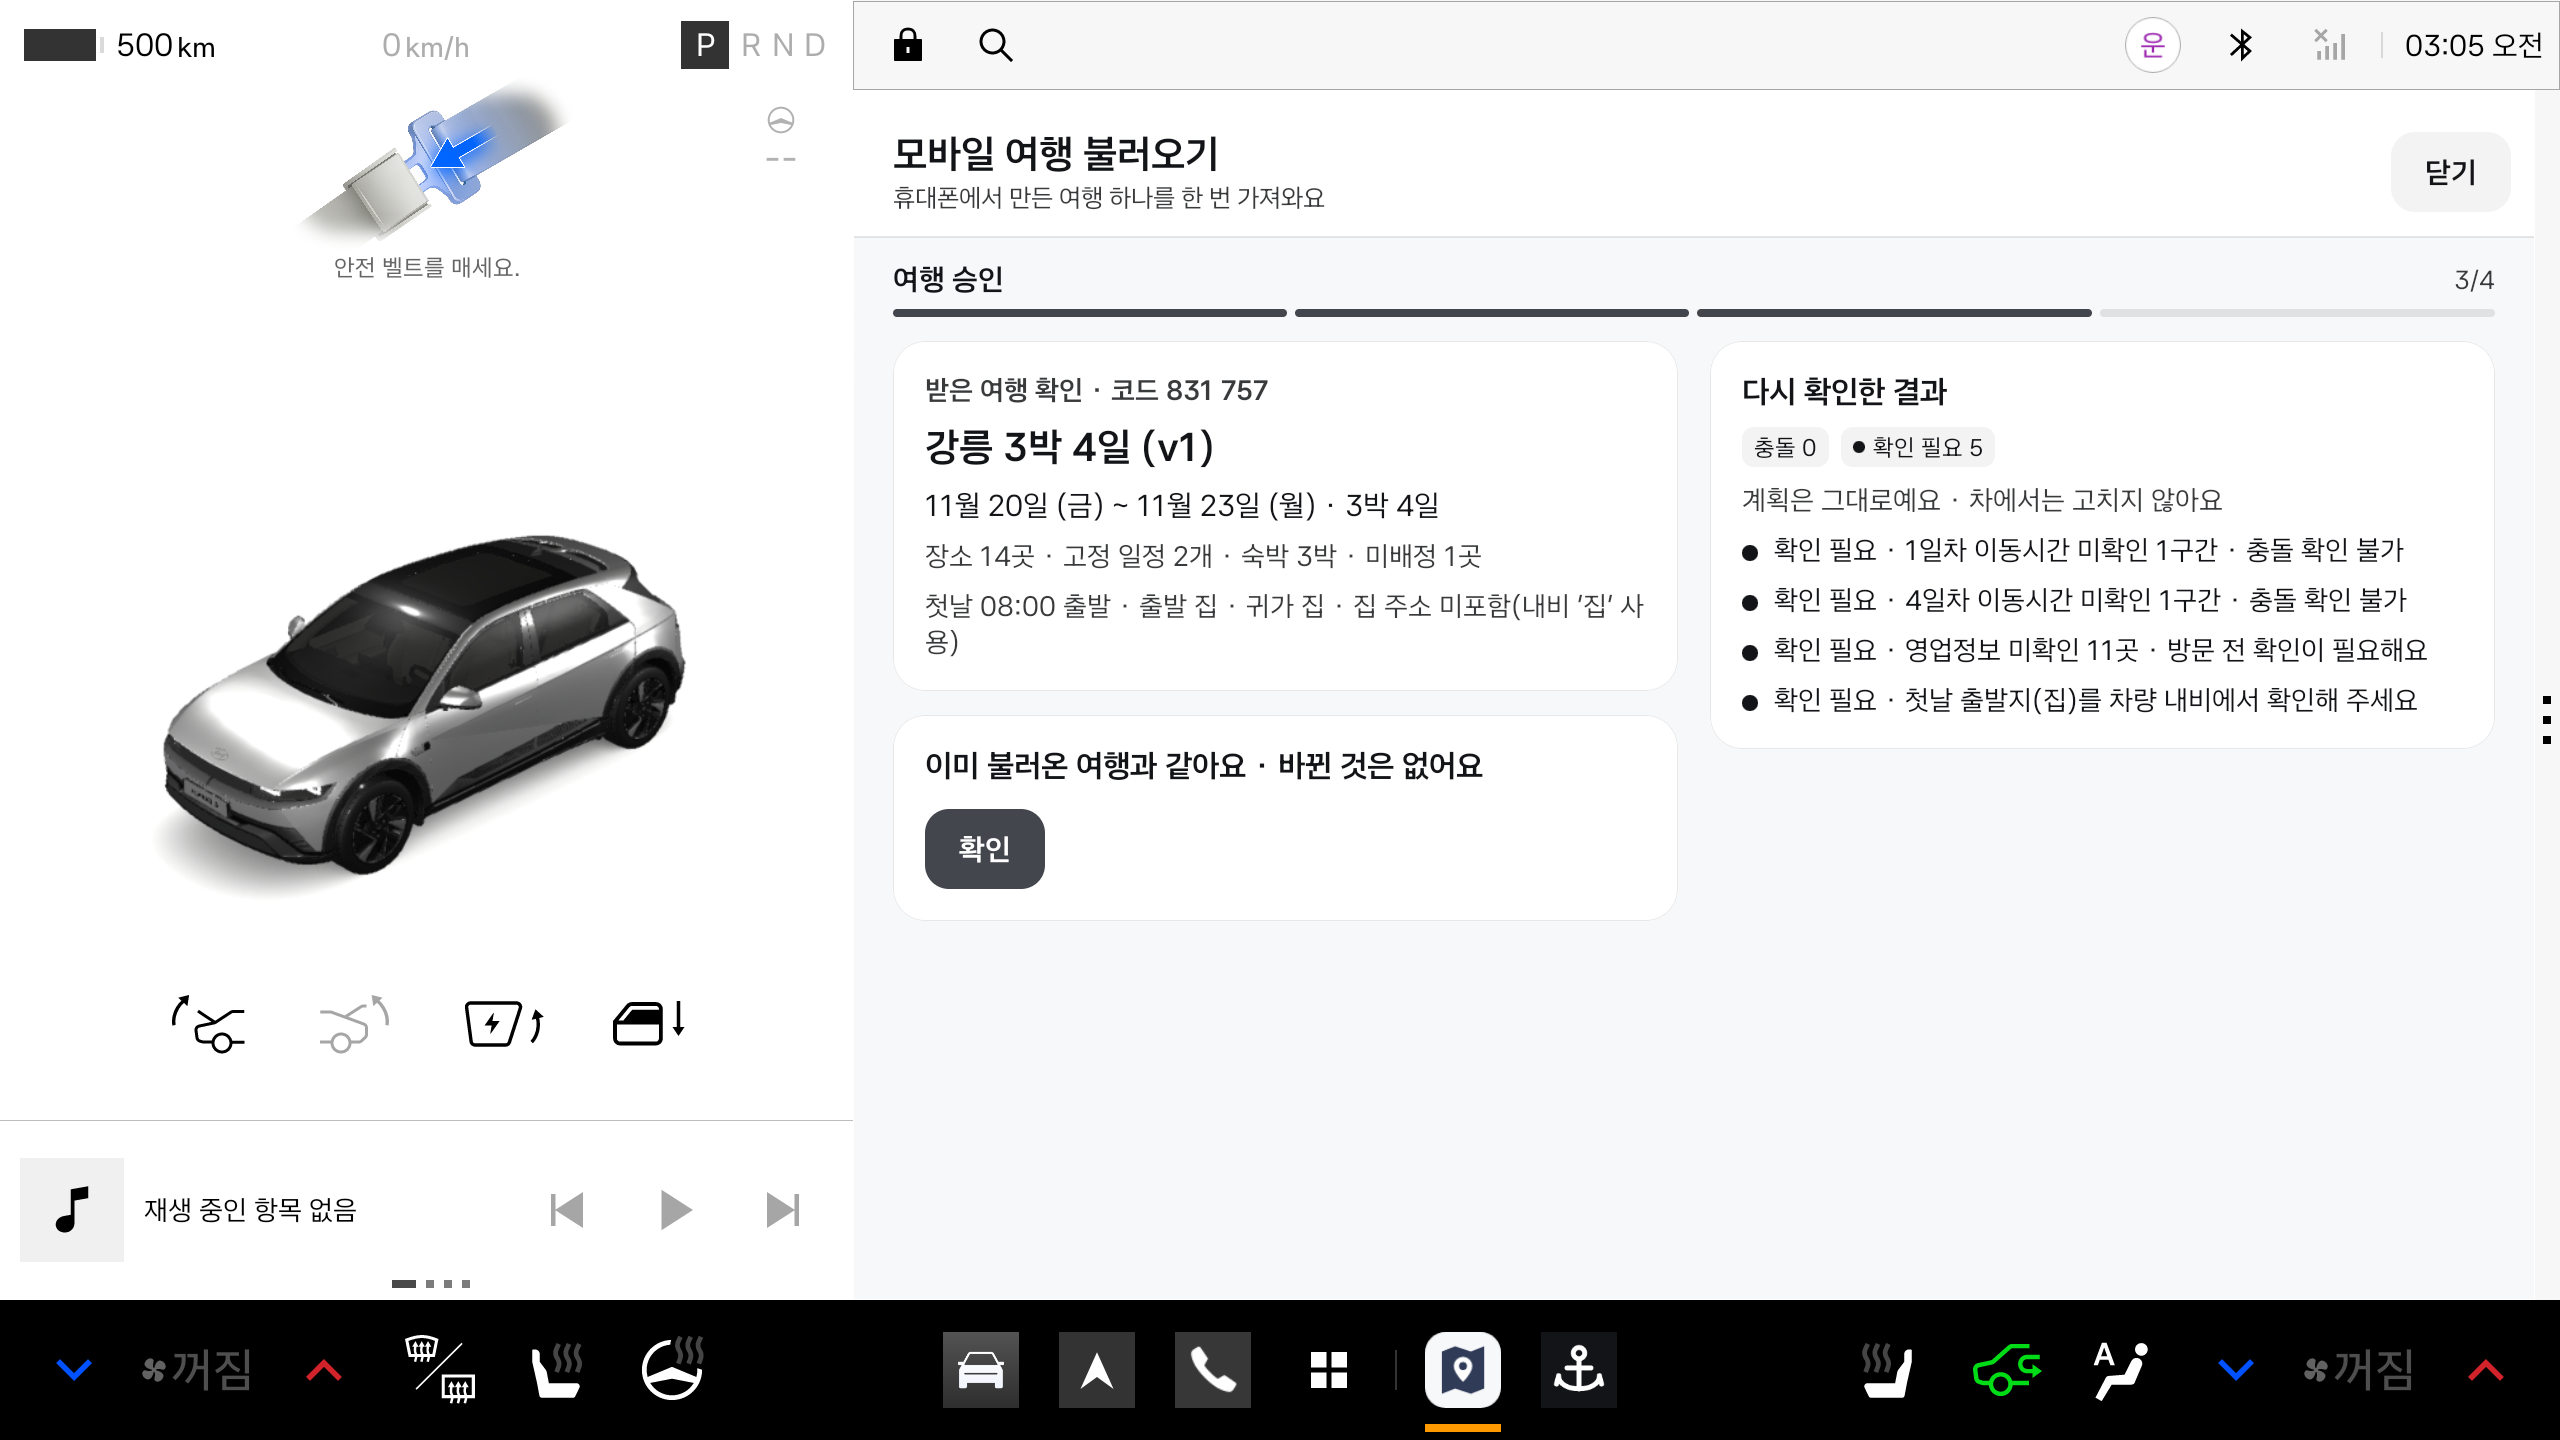 500 km
0 km/h
P R N D
운
03:05 오전
안전 벨트를 매세요.
모바일 여행 불러오기
휴대폰에서 만든 여행 하나를 한 번 가져와요
닫기
여행 승인
3/4
받은 여행 확인 · 코드 831 757
강릉 3박 4일 (v1)
11월 20일 (금) ~ 11월 23일 (월) · 3박 4일
장소 14곳 · 고정 일정 2개 · 숙박 3박 · 미배정 1곳
첫날 08:00 출발 · 출발 집 · 귀가 집 · 집 주소 미포함(내비 '집' 사
용)
이미 불러온 여행과 같아요 · 바뀐 것은 없어요
확인
다시 확인한 결과
충돌 0
확인 필요 5
계획은 그대로예요 · 차에서는 고치지 않아요
확인 필요 · 1일차 이동시간 미확인 1구간 · 충돌 확인 불가
확인 필요 · 4일차 이동시간 미확인 1구간 · 충돌 확인 불가
확인 필요 · 영업정보 미확인 11곳 · 방문 전 확인이 필요해요
확인 필요 · 첫날 출발지(집)를 차량 내비에서 확인해 주세요
재생 중인 항목 없음
꺼짐
A
꺼짐